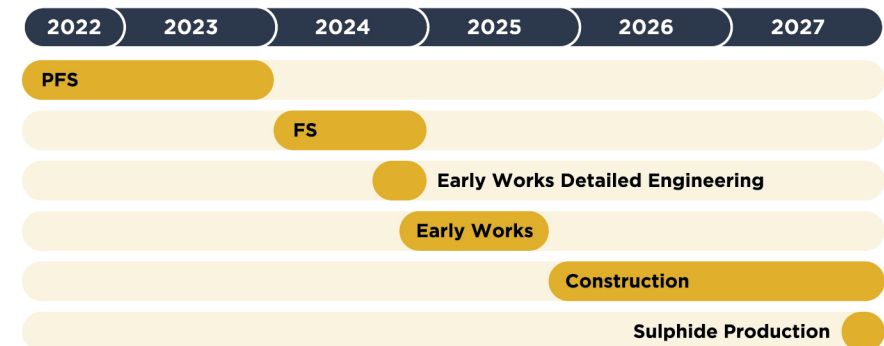 2022 2023 2024 2025 2026 2027
PFS
FS
Early Works Detailed Engineering
Early Works
Construction
Sulphide Production